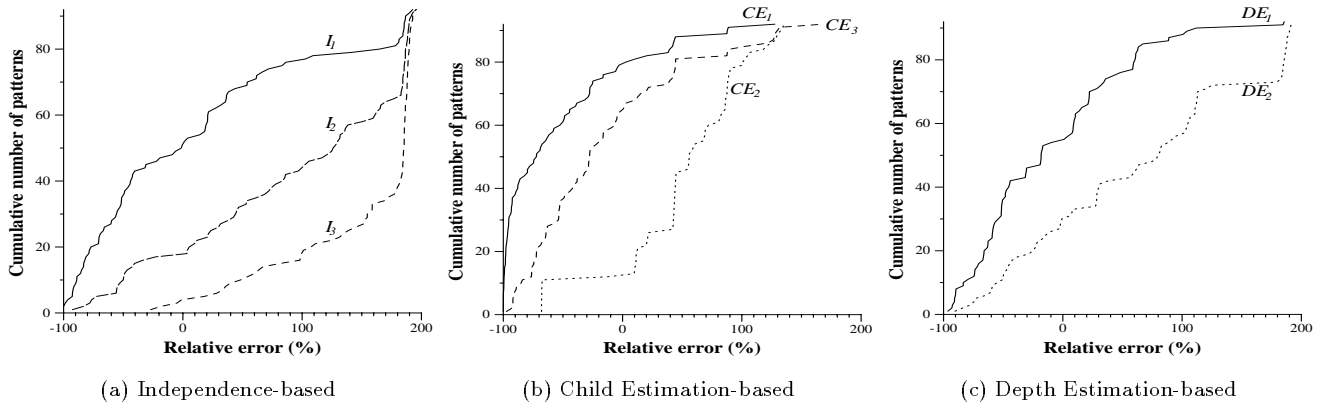 Cumulative number of patterns
80
60
40
20
0
-100 0 100 200
I1
I2
I3
Relative error (%)
(a) Independence-based
Cumulative number of patterns
80
60
40
20
0
-100 0 100 200
CE1
CE3
CE2
Relative error (%)
(b) Child Estimation-based
Cumulative number of patterns
80
60
40
20
0
-100 0 100 200
DE1
DE2
Relative error (%)
(c) Depth Estimation-based